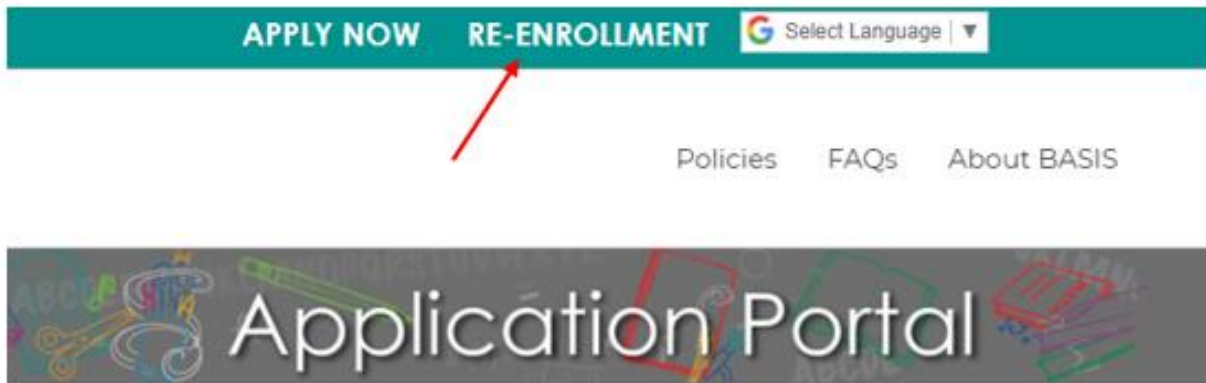 APPLY NOW RE-ENROLLMENT Select Language
Policies FAQs About BASIS
Application Portal